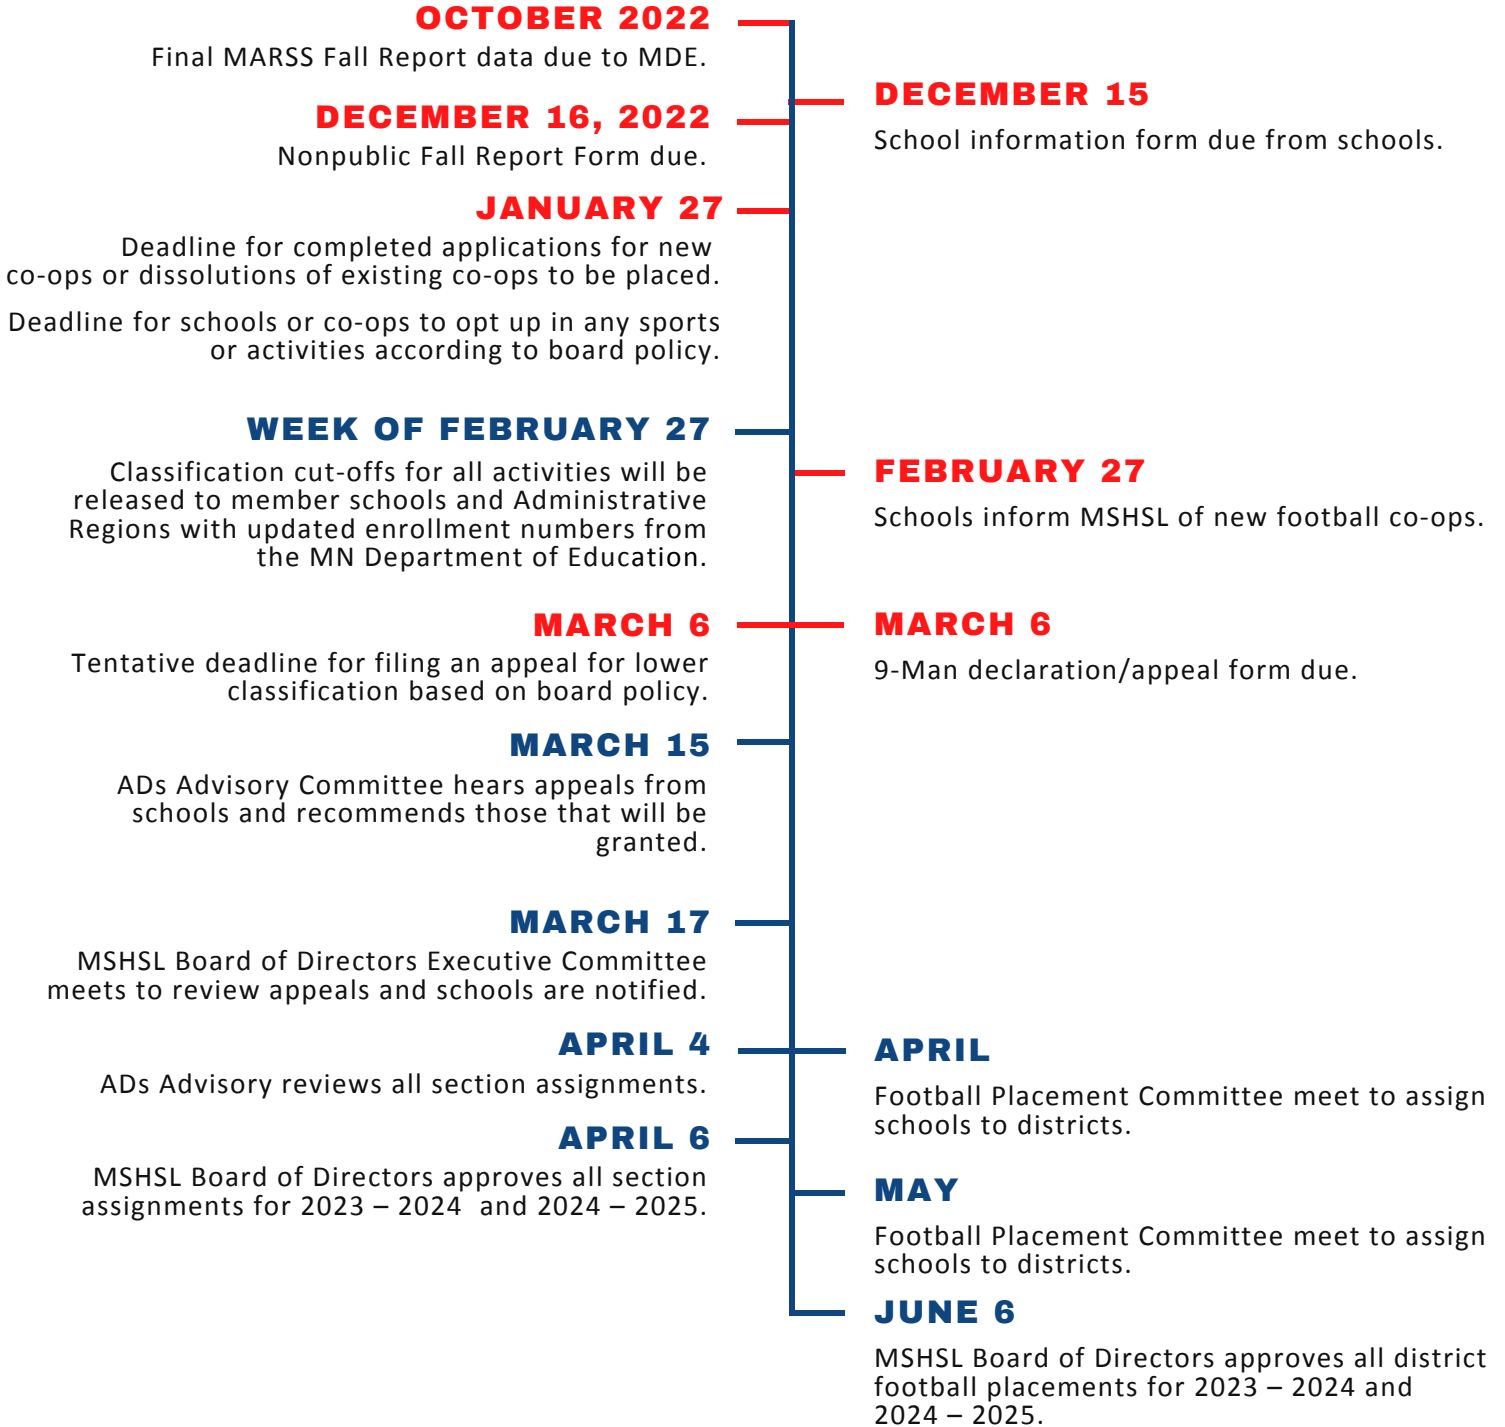 OCTOBER 2022
Final MARSS Fall Report data due to MDE.
DECEMBER 15
School information form due from schools.
DECEMBER 16, 2022
Nonpublic Fall Report Form due.
JANUARY 27
Deadline for completed applications for new
co-ops or dissolutions of existing co-ops to be placed.
Deadline for schools or co-ops to opt up in any sports
or activities according to board policy.
WEEK OF FEBRUARY 27
Classification cut-offs for all activities will be
released to member schools and Administrative
Regions with updated enrollment numbers from
the MN Department of Education.
FEBRUARY 27
Schools inform MSHSL of new football co-ops.
MARCH 6
Tentative deadline for filing an appeal for lower
classification based on board policy.
MARCH 6
9-Man declaration/appeal form due.
MARCH 15
ADs Advisory Committee hears appeals from
schools and recommends those that will be
granted.
MARCH 17
MSHSL Board of Directors Executive Committee
meets to review appeals and schools are notified.
APRIL 4
ADs Advisory reviews all section assignments.
APRIL
Football Placement Committee meet to assign
schools to districts.
APRIL 6
MSHSL Board of Directors approves all section
assignments for 2023 – 2024  and 2024 – 2025.
MAY
Football Placement Committee meet to assign
schools to districts.
JUNE 6
MSHSL Board of Directors approves all district
football placements for 2023 – 2024 and
2024 – 2025.